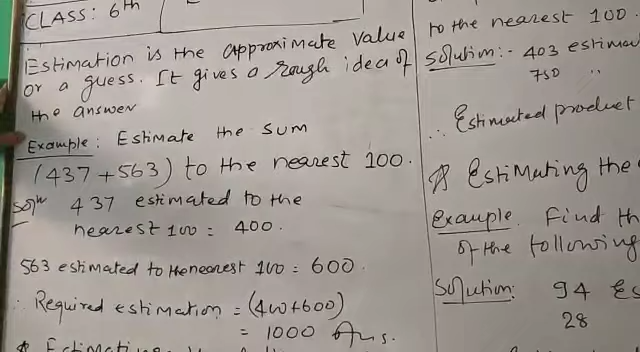 CLASS: 6th
Estimation is the approximate value
or a guess. It gives a rough idea of
the answer
Example: Estimate the sum
(437+563) to the nearest 100.
Solⁿ 437 estimated to the
nearest 100 = 400.
563 estimated to the nearest 100 = 600.
∴ Required estimation = (400+600)
= 1000 Ans.
to the nearest 100.
Solution:- 403
750 "
∴ Estimated product
Estimating the
Example. Find
of the following
Solution: 94
28